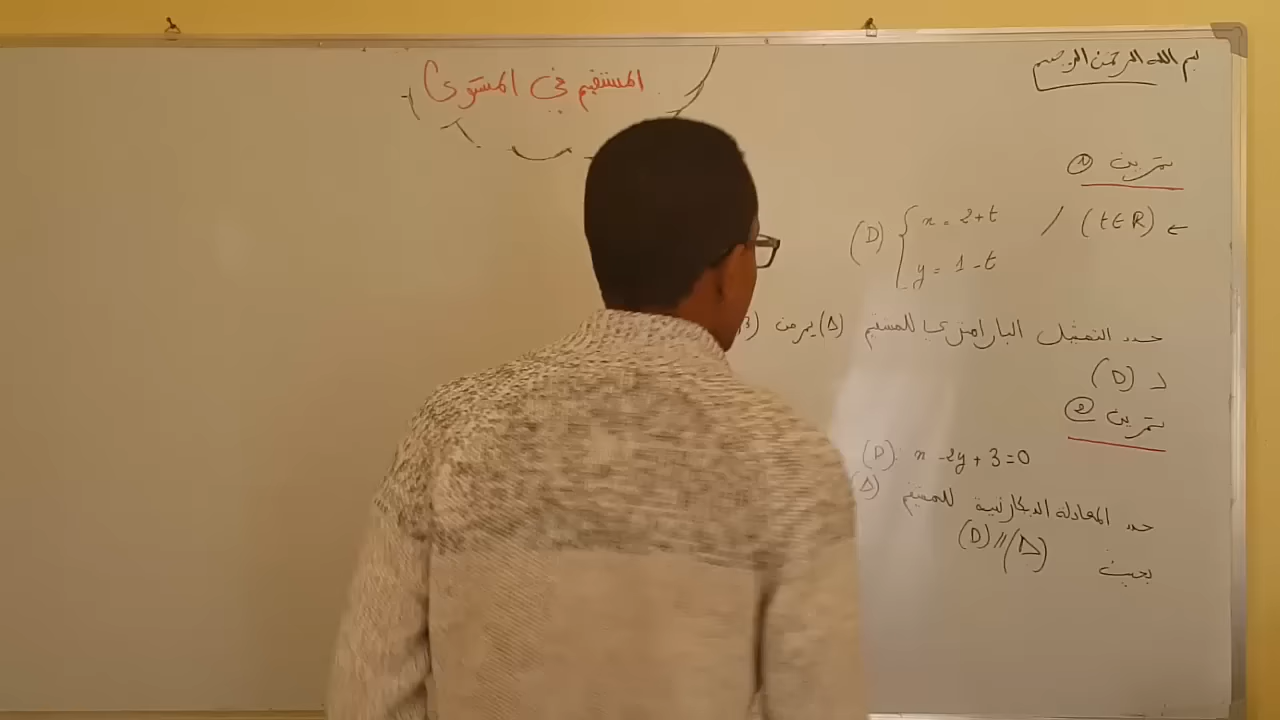 بسم الله الرحمن الرحيم
المستقيم في المستوى
تمرين ①
(D) { x = 2+t / (t∈R) ←
y = 1-t
حدد التمثيل البارامتري للمستقيم (Δ) يمر من
(D)
تمرين ②
(D): x-2y+3=0
حدد المعادلة الديكارتية للمستقيم (Δ)
بحيث (Δ)//(D)